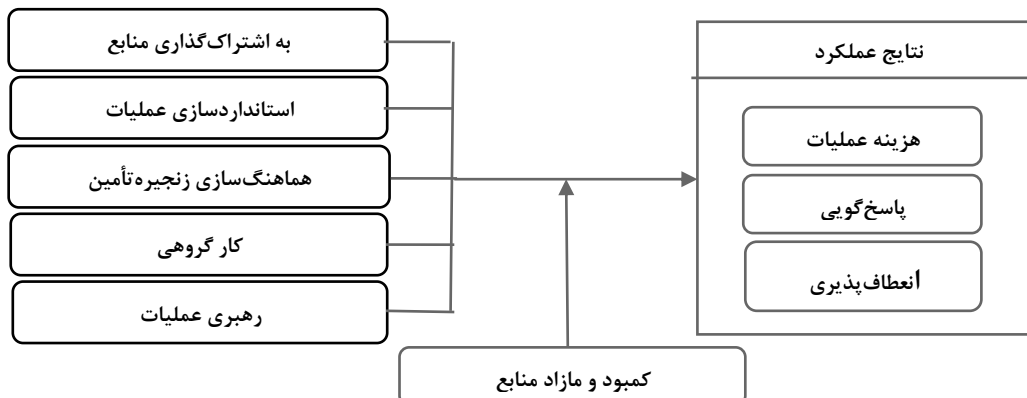 به اشتراک‌گذاری منابع
استانداردسازی عملیات
هماهنگ‌سازی زنجیره‌تأمین
کار گروهی
رهبری عملیات
نتایج عملکرد
هزینه عملیات
پاسخ‌گویی
انعطاف‌پذیری
کمبود و مازاد منابع